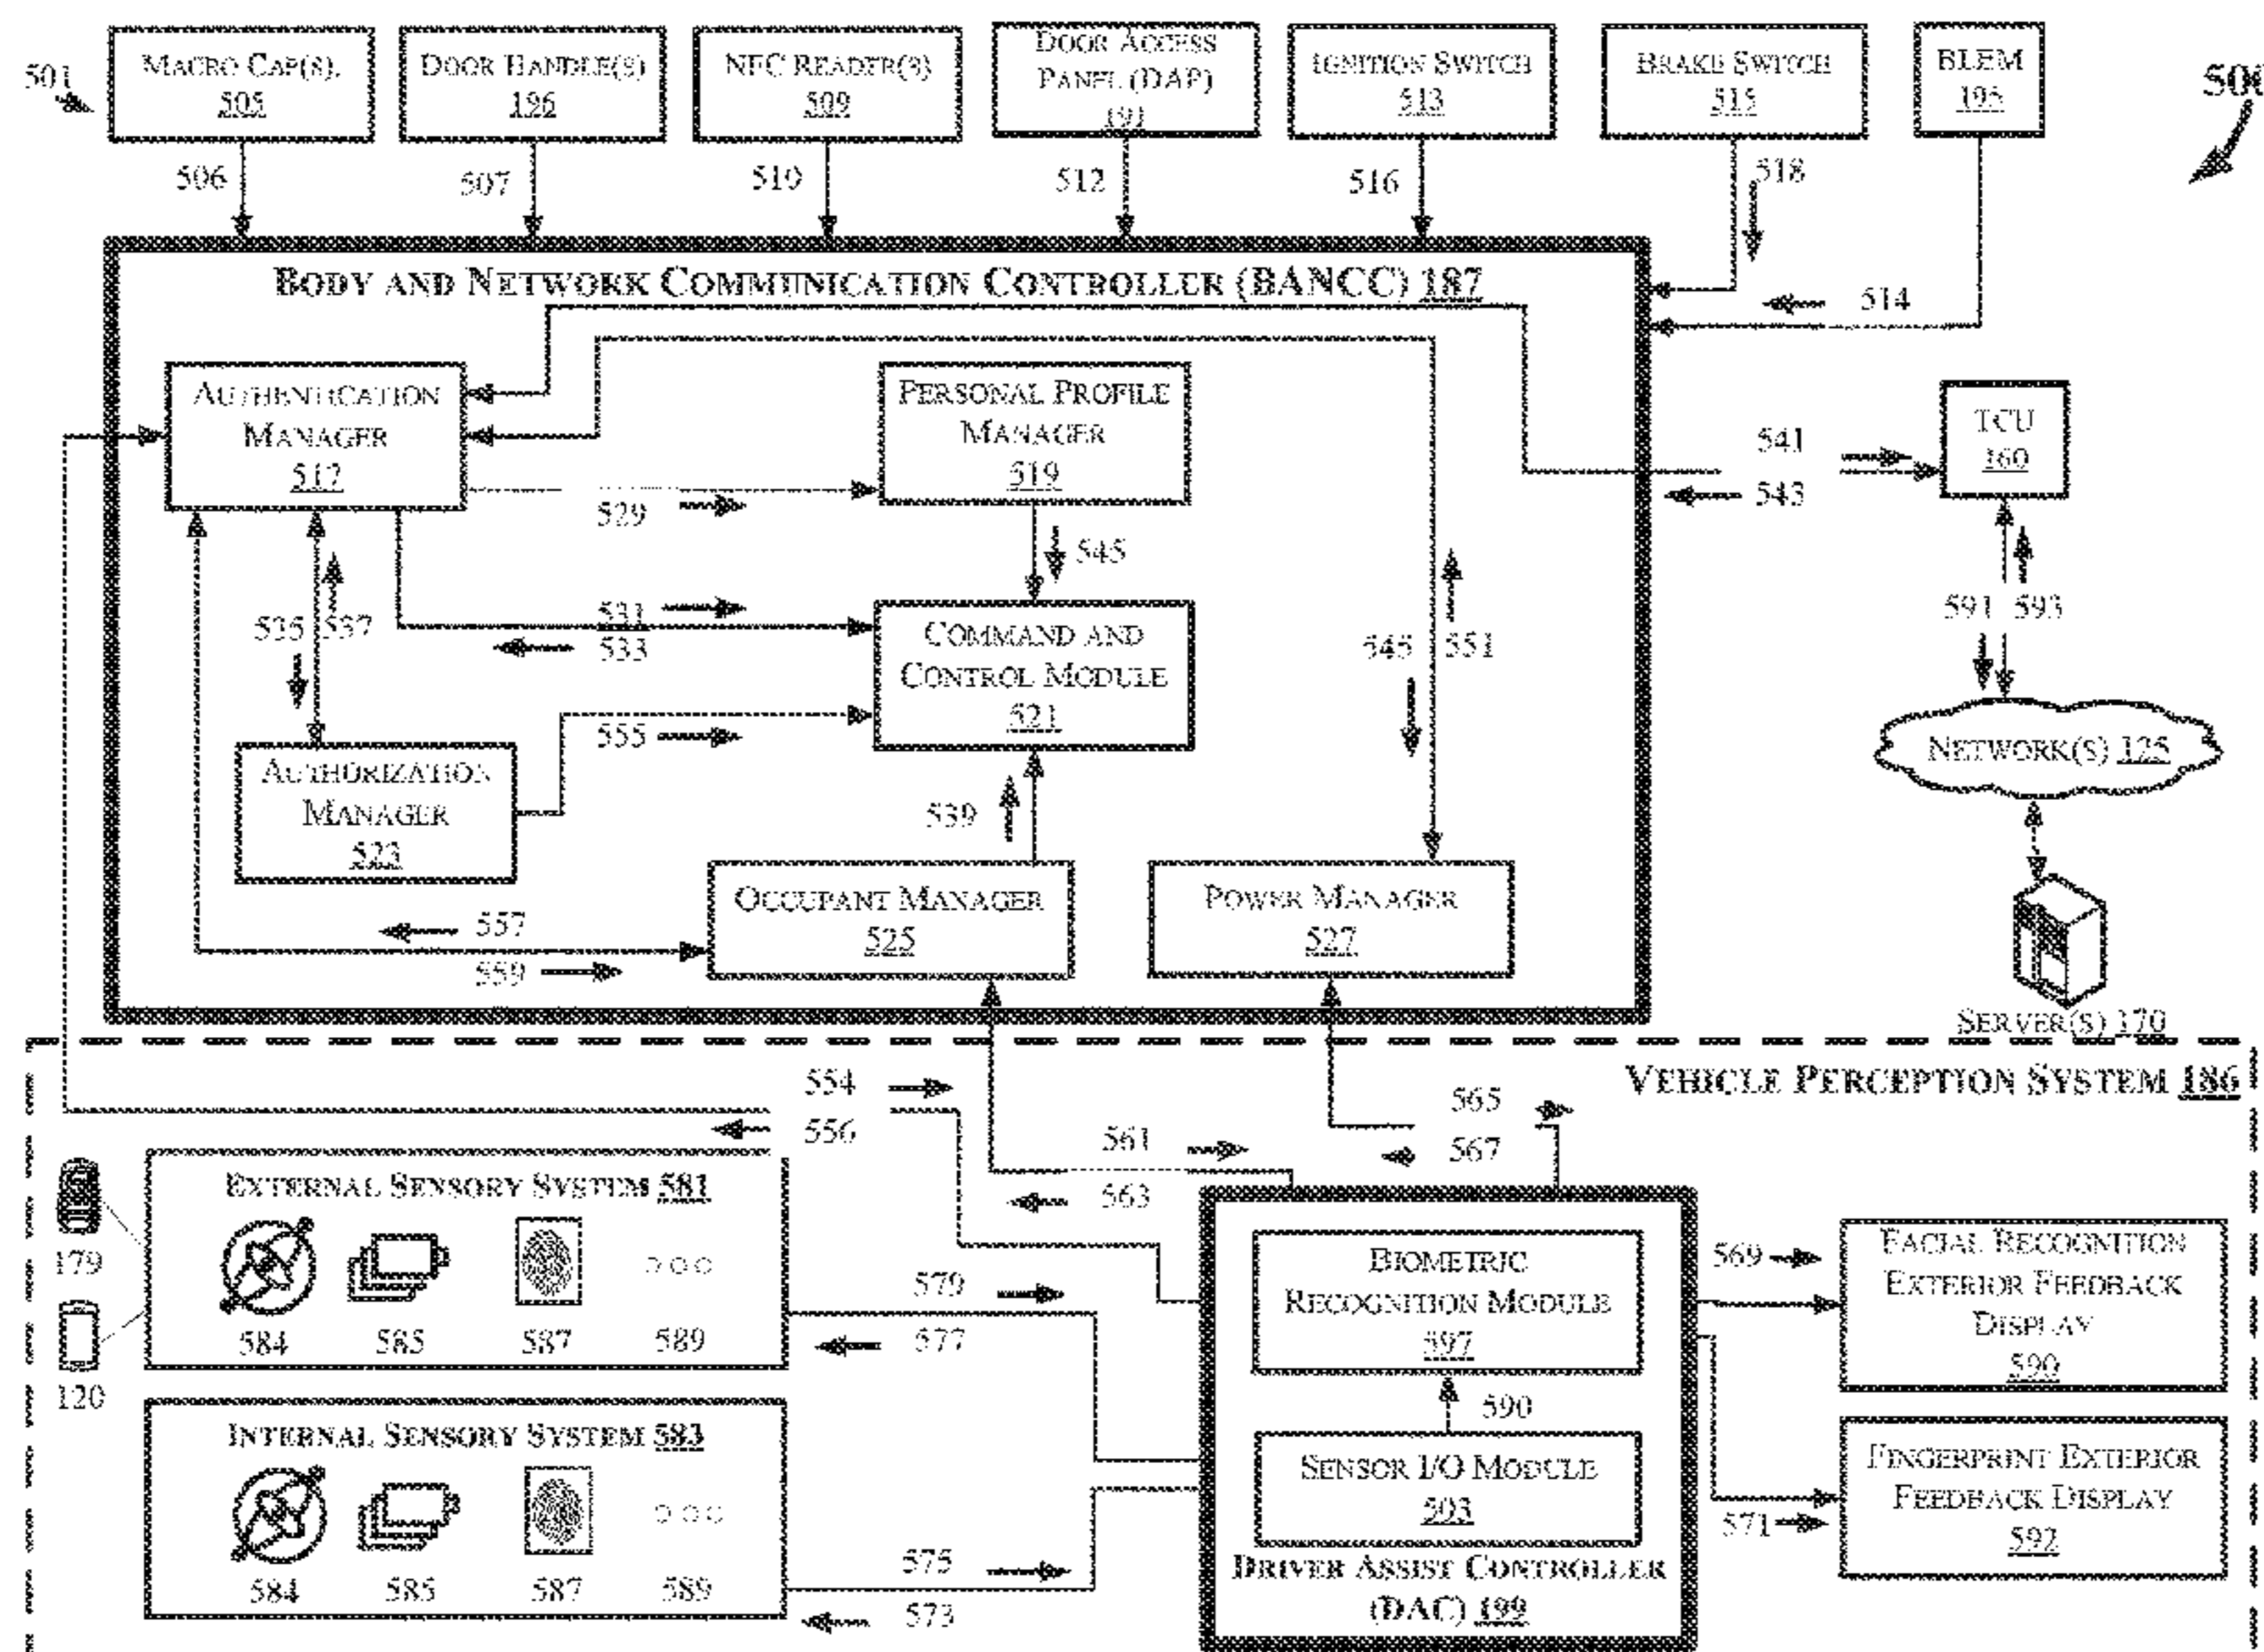 501
MACRO CAP(S).
505
DOOR HANDLE(S)
196
NFC READER(S)
509
DOOR ACCESS
PANEL (DAP)
191
IGNITION SWITCH
513
BRAKE SWITCH
515
BLEM
195
506
507
510
512
516
518
514
BODY AND NETWORK COMMUNICATION CONTROLLER (BANCC) 187
AUTHENTICATION
MANAGER
517
PERSONAL PROFILE
MANAGER
519
TCU
160
541
543
529
545
535
537
531
533
COMMAND AND
CONTROL MODULE
521
551
591
593
555
NETWORK(S) 125
AUTHORIZATION
MANAGER
523
539
OCCUPANT MANAGER
525
POWER MANAGER
527
557
559
SERVER(S) 170
VEHICLE PERCEPTION SYSTEM 186
554
556
561
563
565
567
EXTERNAL SENSORY SYSTEM 581
179
120
584 585 587 589
579
577
BIOMETRIC
RECOGNITION MODULE
597
569
FACIAL RECOGNITION
EXTERIOR FEEDBACK
DISPLAY
590
590
INTERNAL SENSORY SYSTEM 583
584 585 587 589
575
573
SENSOR I/O MODULE
503
DRIVER ASSIST CONTROLLER
(DAC) 199
571
FINGERPRINT EXTERIOR
FEEDBACK DISPLAY
592